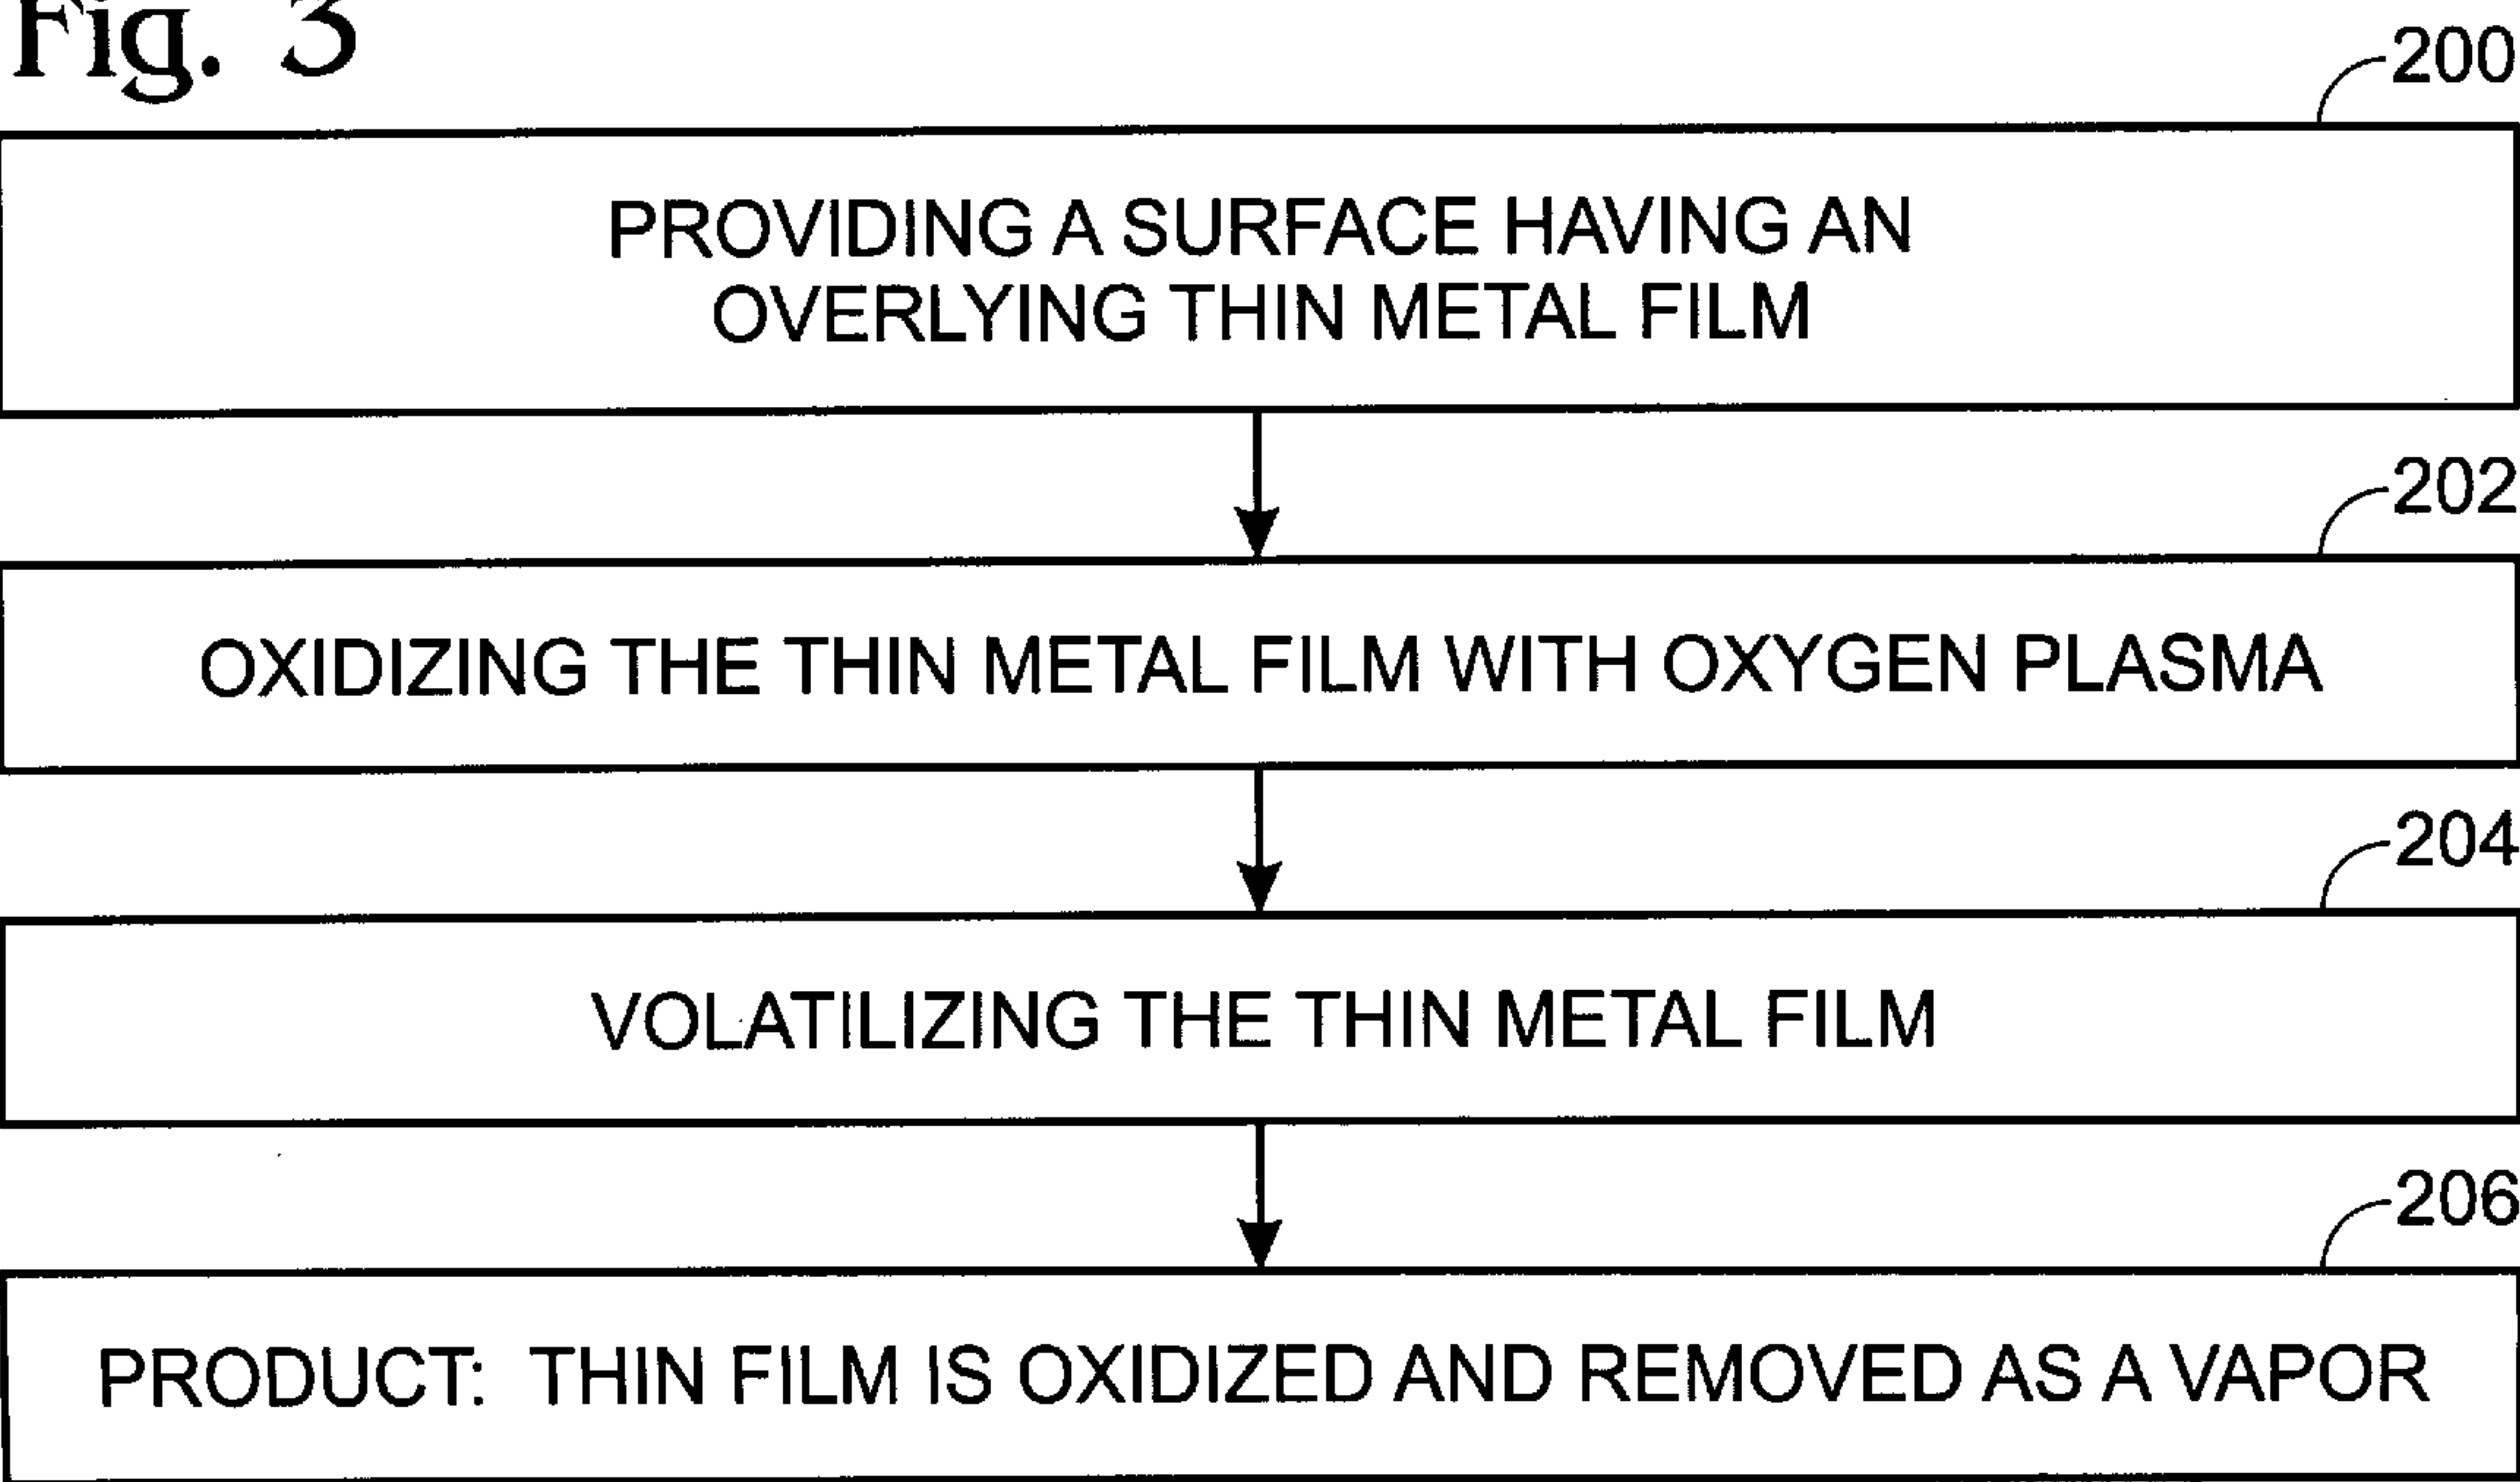 Fig. 3
200
PROVIDING A SURFACE HAVING AN
OVERLYING THIN METAL FILM
202
OXIDIZING THE THIN METAL FILM WITH OXYGEN PLASMA
204
VOLATILIZING THE THIN METAL FILM
206
PRODUCT: THIN FILM IS OXIDIZED AND REMOVED AS A VAPOR